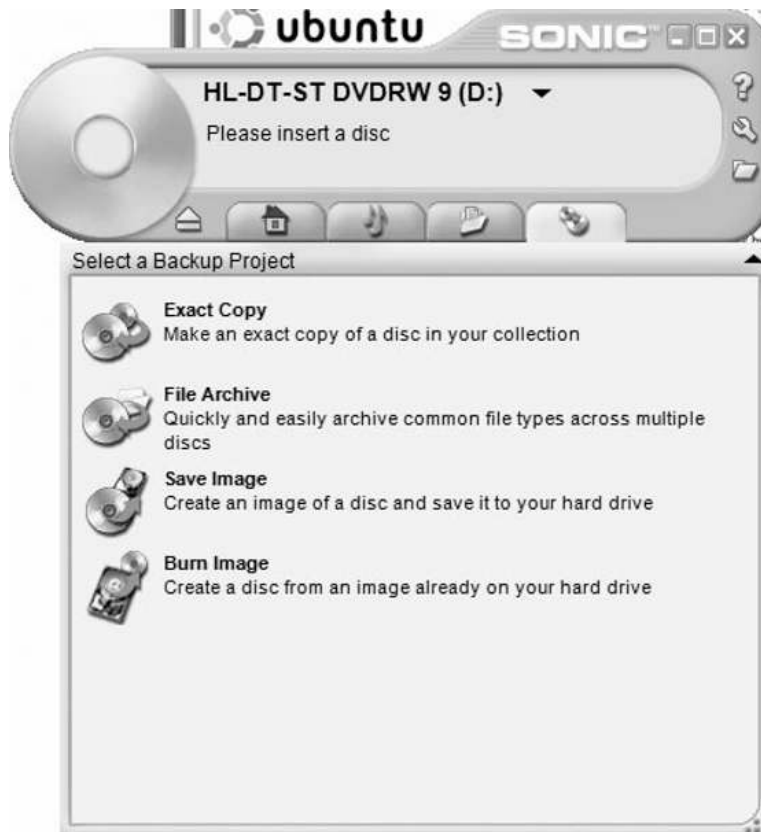 ubuntu
SONIC™
HL-DT-ST DVDRW 9 (D:)
Please insert a disc
Select a Backup Project
Exact Copy
Make an exact copy of a disc in your collection
File Archive
Quickly and easily archive common file types across multiple
discs
Save Image
Create an image of a disc and save it to your hard drive
Burn Image
Create a disc from an image already on your hard drive